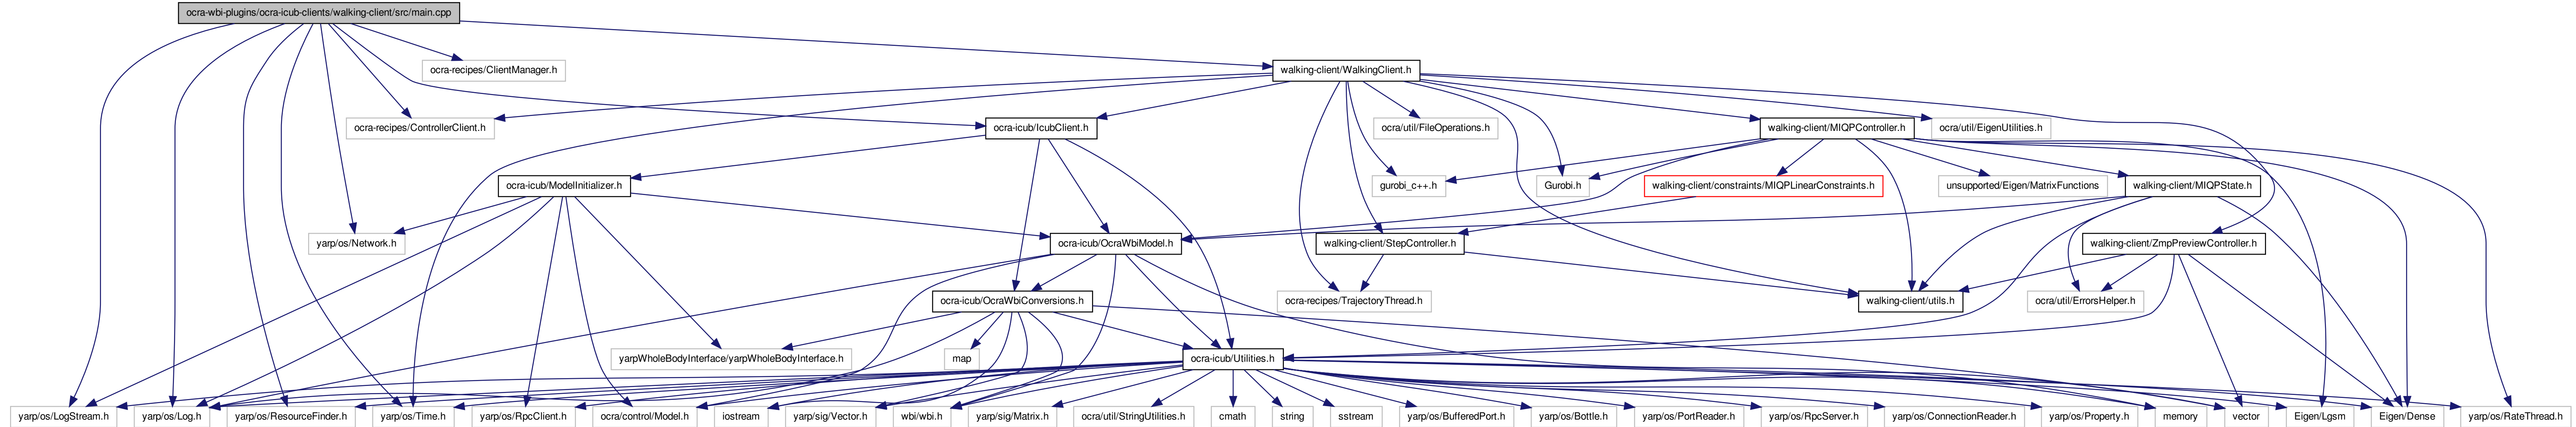 ocra-wbi-plugins/ocra-icub-clients/walking-client/src/main.cpp
ocra-recipes/ClientManager.h
walking-client/WalkingClient.h
ocra-recipes/ControllerClient.h
ocra-icub/IcubClient.h
ocra/util/FileOperations.h
walking-client/MIQPController.h
ocra/util/EigenUtilities.h
ocra-icub/ModelInitializer.h
gurobi_c++.h
Gurobi.h
walking-client/constraints/MIQPLinearConstraints.h
unsupported/Eigen/MatrixFunctions
walking-client/MIQPState.h
yarp/os/Network.h
ocra-icub/OcraWbiModel.h
walking-client/StepController.h
walking-client/ZmpPreviewController.h
ocra-icub/OcraWbiConversions.h
ocra-recipes/TrajectoryThread.h
walking-client/utils.h
ocra/util/ErrorsHelper.h
yarpWholeBodyInterface/yarpWholeBodyInterface.h
map
ocra-icub/Utilities.h
yarp/os/LogStream.h
yarp/os/Log.h
yarp/os/ResourceFinder.h
yarp/os/Time.h
yarp/os/RpcClient.h
ocra/control/Model.h
iostream
yarp/sig/Vector.h
wbi/wbi.h
yarp/sig/Matrix.h
ocra/util/StringUtilities.h
cmath
string
sstream
yarp/os/BufferedPort.h
yarp/os/Bottle.h
yarp/os/PortReader.h
yarp/os/RpcServer.h
yarp/os/ConnectionReader.h
yarp/os/Property.h
memory
vector
Eigen/Lgsm
Eigen/Dense
yarp/os/RateThread.h